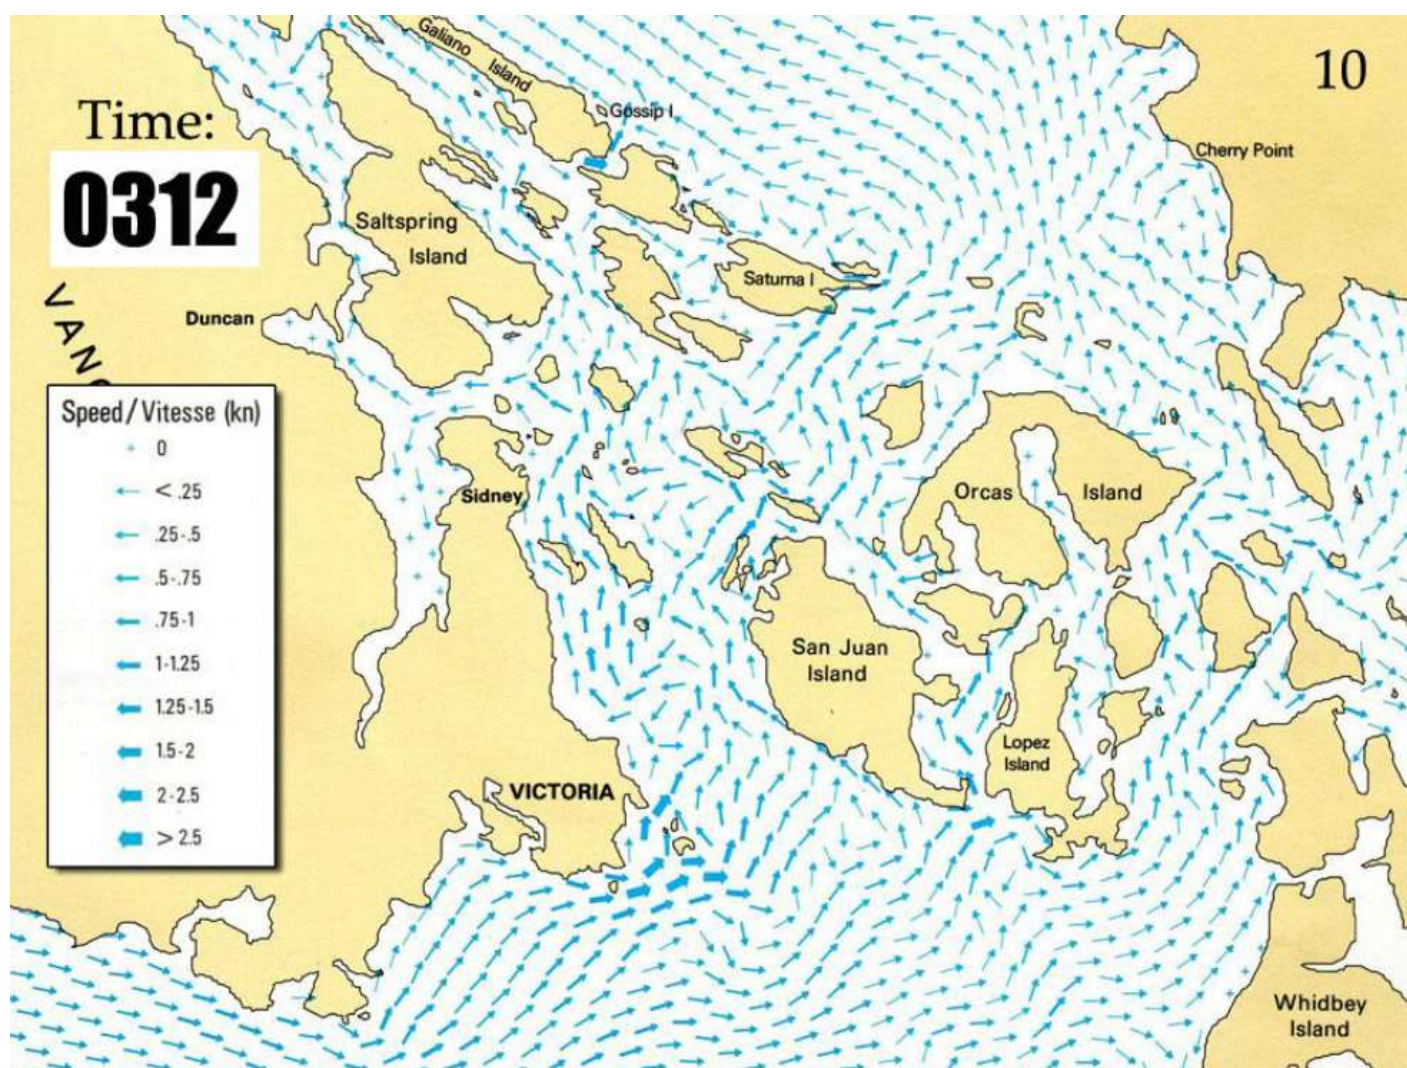 10
Time:
0312
Galiano
Island
Gossip I
Cherry Point
Saltspring
Island
Saturna I
Duncan
VANC
Speed/Vitesse (kn)
0
< .25
.25-.5
.5-.75
.75-1
1-1.25
1.25-1.5
1.5-2
2-2.5
> 2.5
Sidney
Orcas
Island
San Juan
Island
Lopez
Island
VICTORIA
Whidbey
Island